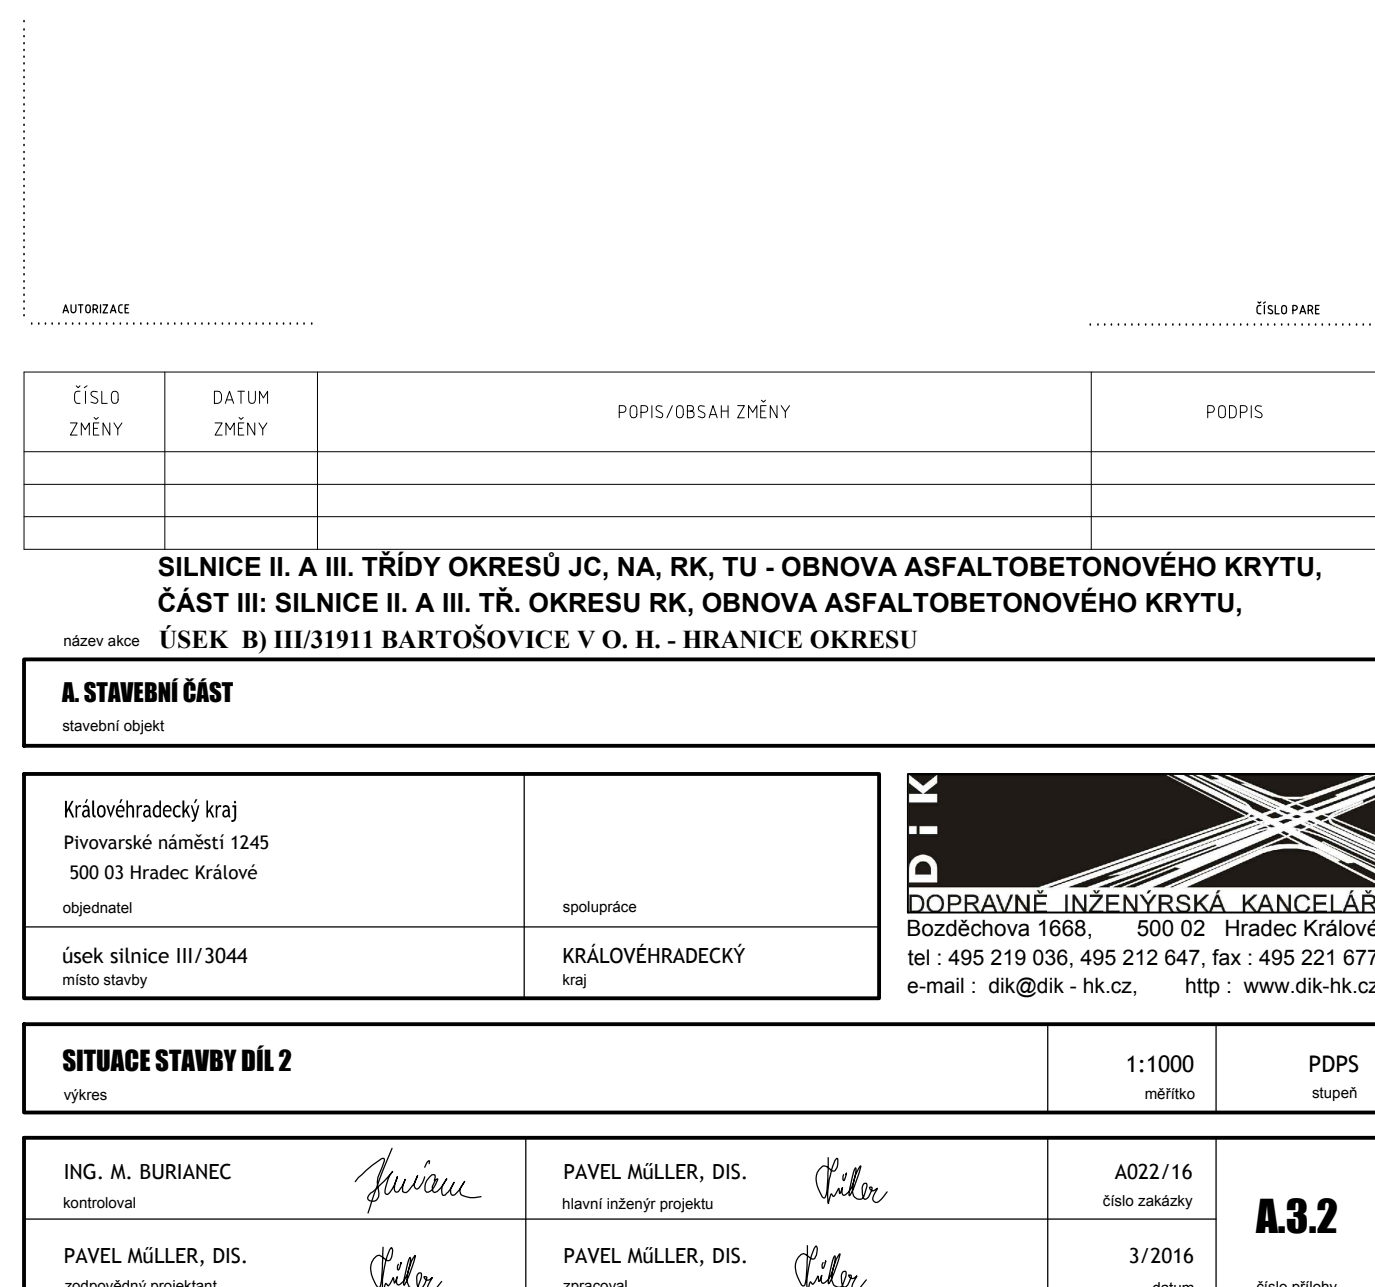 AUTORIZACE
ČÍSLO PARE
ČÍSLO ZMĚNY
DATUM ZMĚNY
POPIS/OBSAH ZMĚNY
PODPIS
SILNICE II. A III. TŘÍDY OKRESŮ JC, NA, RK, TU - OBNOVA ASFALTOBETONOVÉHO KRYTU,
ČÁST III: SILNICE II. A III. TŘ. OKRESU RK, OBNOVA ASFALTOBETONOVÉHO KRYTU,
název akce ÚSEK B) III/31911 BARTOŠOVICE V O. H. - HRANICE OKRESU
A. STAVEBNÍ ČÁST
stavební objekt
Královéhradecký kraj
Pivovarské náměstí 1245
500 03 Hradec Králové
objednatel
spolupráce
úsek silnice III/3044
místo stavby
KRÁLOVÉHRADECKÝ
kraj
DiK
DOPRAVNĚ INŽENÝRSKÁ KANCELÁŘ
Bozděchova 1668, 500 02 Hradec Králové
tel : 495 219 036, 495 212 647, fax : 495 221 677
e-mail : dik@dik - hk.cz, http : www.dik-hk.cz
SITUACE STAVBY DÍL 2
výkres
1:1000
měřítko
PDPS
stupeň
ING. M. BURIANEC
kontroloval
PAVEL MűLLER, DIS.
hlavní inženýr projektu
A022/16
číslo zakázky
A.3.2
PAVEL MűLLER, DIS.
zodpovědný projektant
PAVEL MűLLER, DIS.
zpracoval
3/2016
datum
číslo přílohy